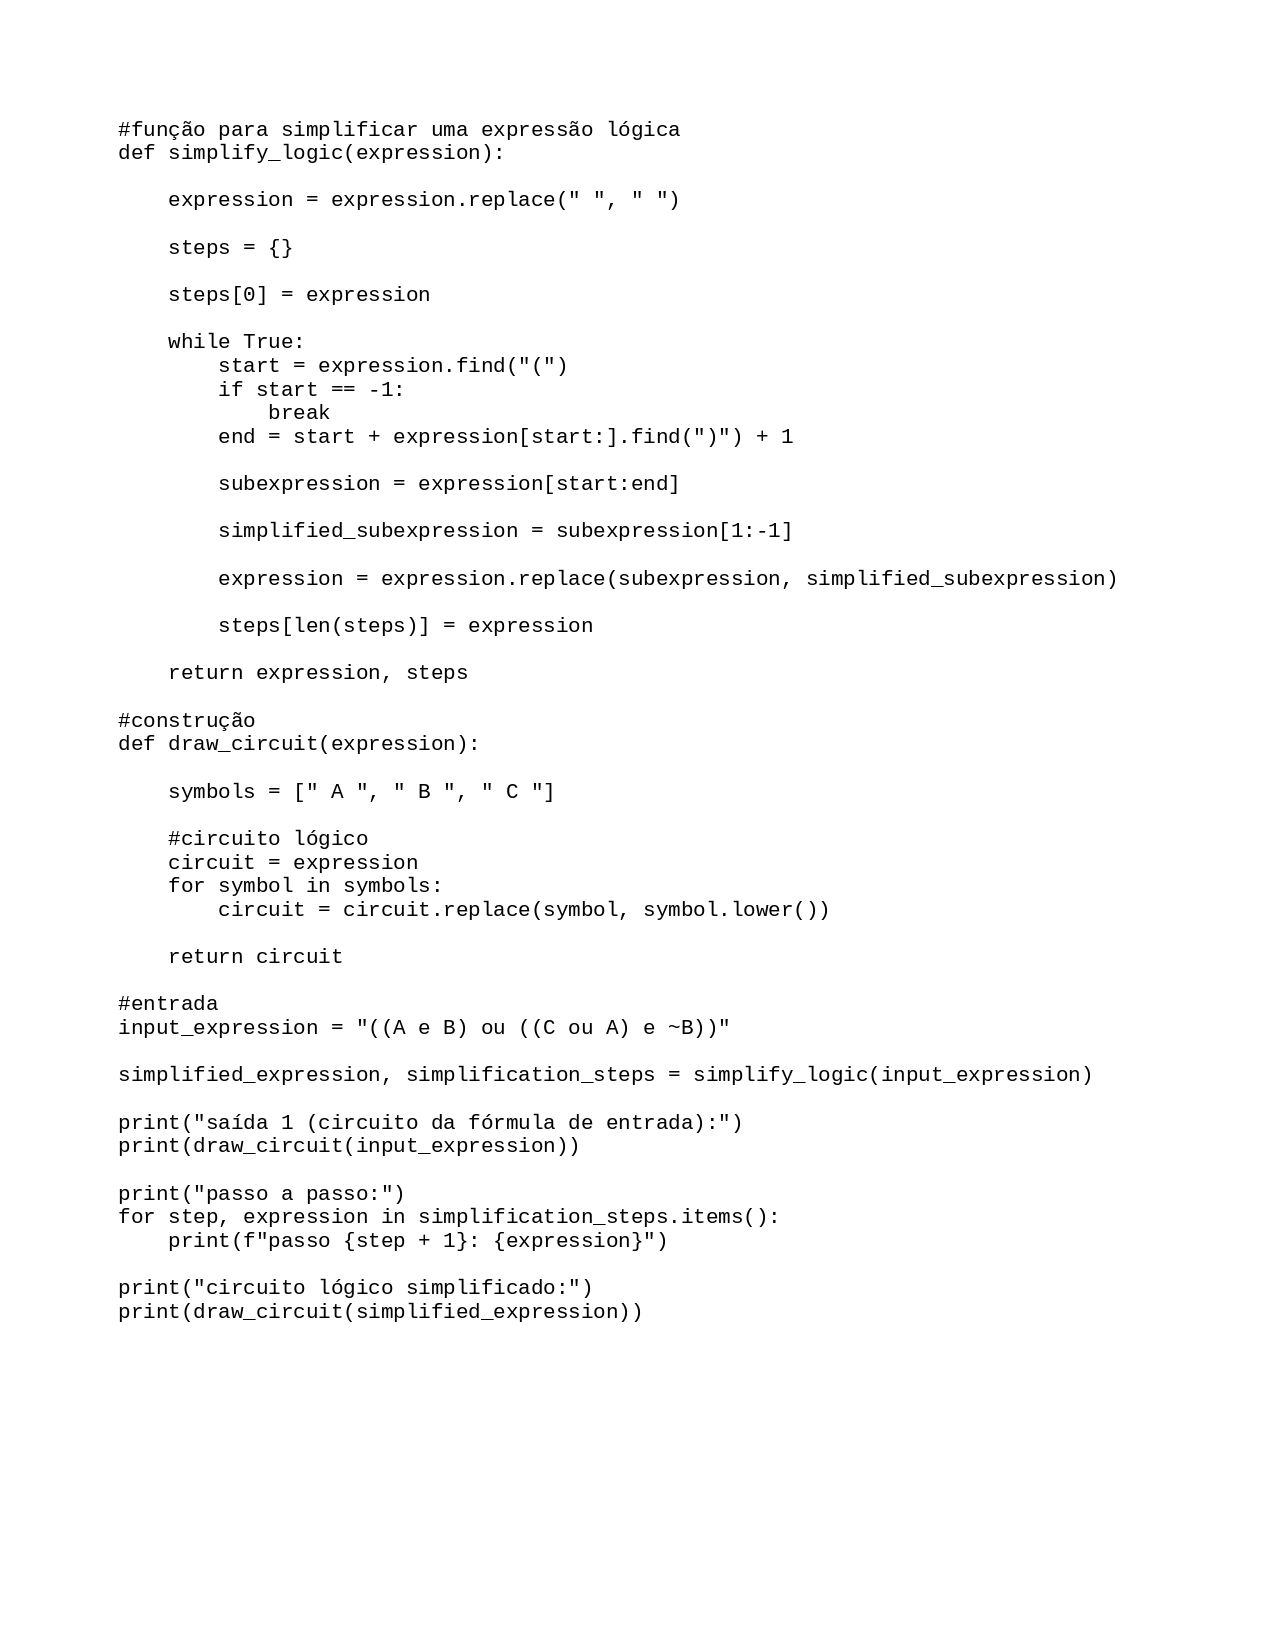 #função para simplificar uma expressão lógica
def simplify_logic(expression):

    expression = expression.replace(" ", " ")

    steps = {}

    steps[0] = expression

    while True:
        start = expression.find("(")
        if start == -1:
            break
        end = start + expression[start:].find(")") + 1

        subexpression = expression[start:end]

        simplified_subexpression = subexpression[1:-1]

        expression = expression.replace(subexpression, simplified_subexpression)

        steps[len(steps)] = expression

    return expression, steps

#construção
def draw_circuit(expression):

    symbols = [" A ", " B ", " C "]

    #circuito lógico
    circuit = expression
    for symbol in symbols:
        circuit = circuit.replace(symbol, symbol.lower())

    return circuit

#entrada
input_expression = "((A e B) ou ((C ou A) e ~B))"

simplified_expression, simplification_steps = simplify_logic(input_expression)

print("saída 1 (circuito da fórmula de entrada):")
print(draw_circuit(input_expression))

print("passo a passo:")
for step, expression in simplification_steps.items():
    print(f"passo {step + 1}: {expression}")

print("circuito lógico simplificado:")
print(draw_circuit(simplified_expression))